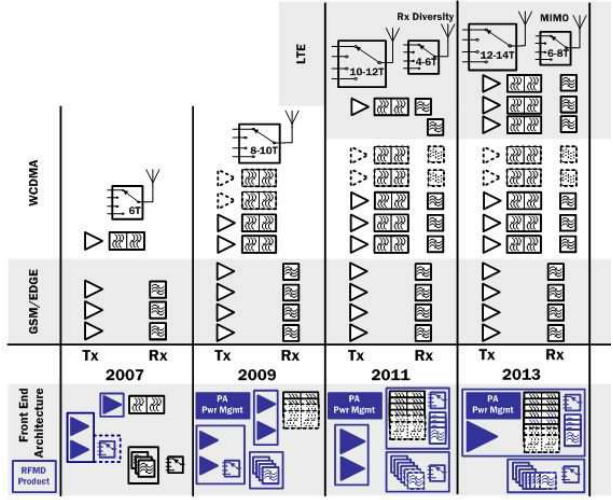 Rx Diversity
MIMO
LTE
10-12T
4-6T
12-14T
6-8T
WCDMA
8-10T
6T
GSM/EDGE
Tx Rx Tx Rx Tx Rx Tx Rx
2007 2009 2011 2013
Front End
Architecture
PA
Pwr Mgmt
PA
Pwr Mgmt
PA
Pwr Mgmt
RFMD
Product